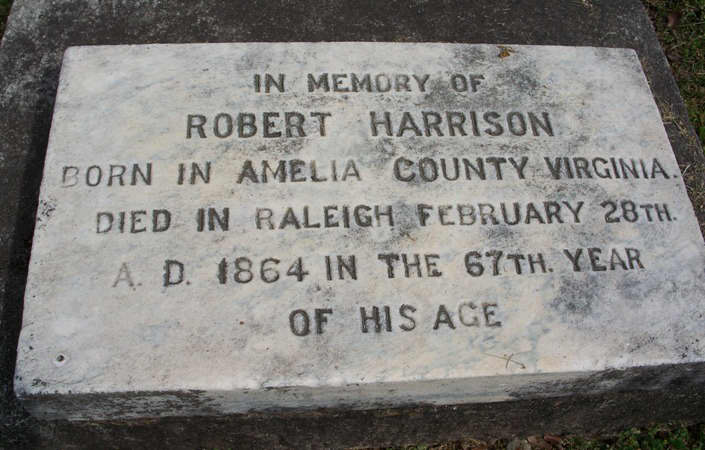 IN MEMORY OF
ROBERT HARRISON
BORN IN AMELIA COUNTY VIRGINIA.
DIED IN RALEIGH FEBRUARY 28TH.
A. D. 1864 IN THE 67TH. YEAR
OF HIS AGE